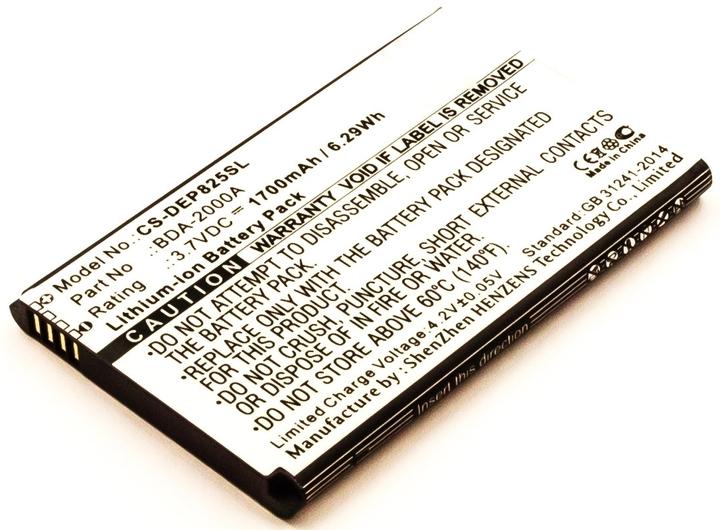 Model No.: CS-DEP825SL
Part No : BDA-2000A
Rating : 3.7VDC ⎓ 1700mAh / 6.29Wh
Lithium-Ion Battery Pack
CAUTION WARRANTY VOID IF LABEL IS REMOVED
•DO NOT ATTEMPT TO DISASSEMBLE, OPEN OR SERVICE
THE BATTERY PACK.
•REPLACE ONLY WITH THE BATTERY PACK DESIGNATED
FOR THIS PRODUCT.
•DO NOT CRUSH, PUNCTURE, SHORT EXTERNAL CONTACTS
OR DISPOSE OF IN FIRE OR WATER.
•DO NOT STORE ABOVE 60°C (140°F).
Limited Charge Voltage: 4.2V±0.05V Standard:GB 31241-2014
Manufacture by: ShenZhen HENZENS Technology Co., Ltd.
Insert this direction